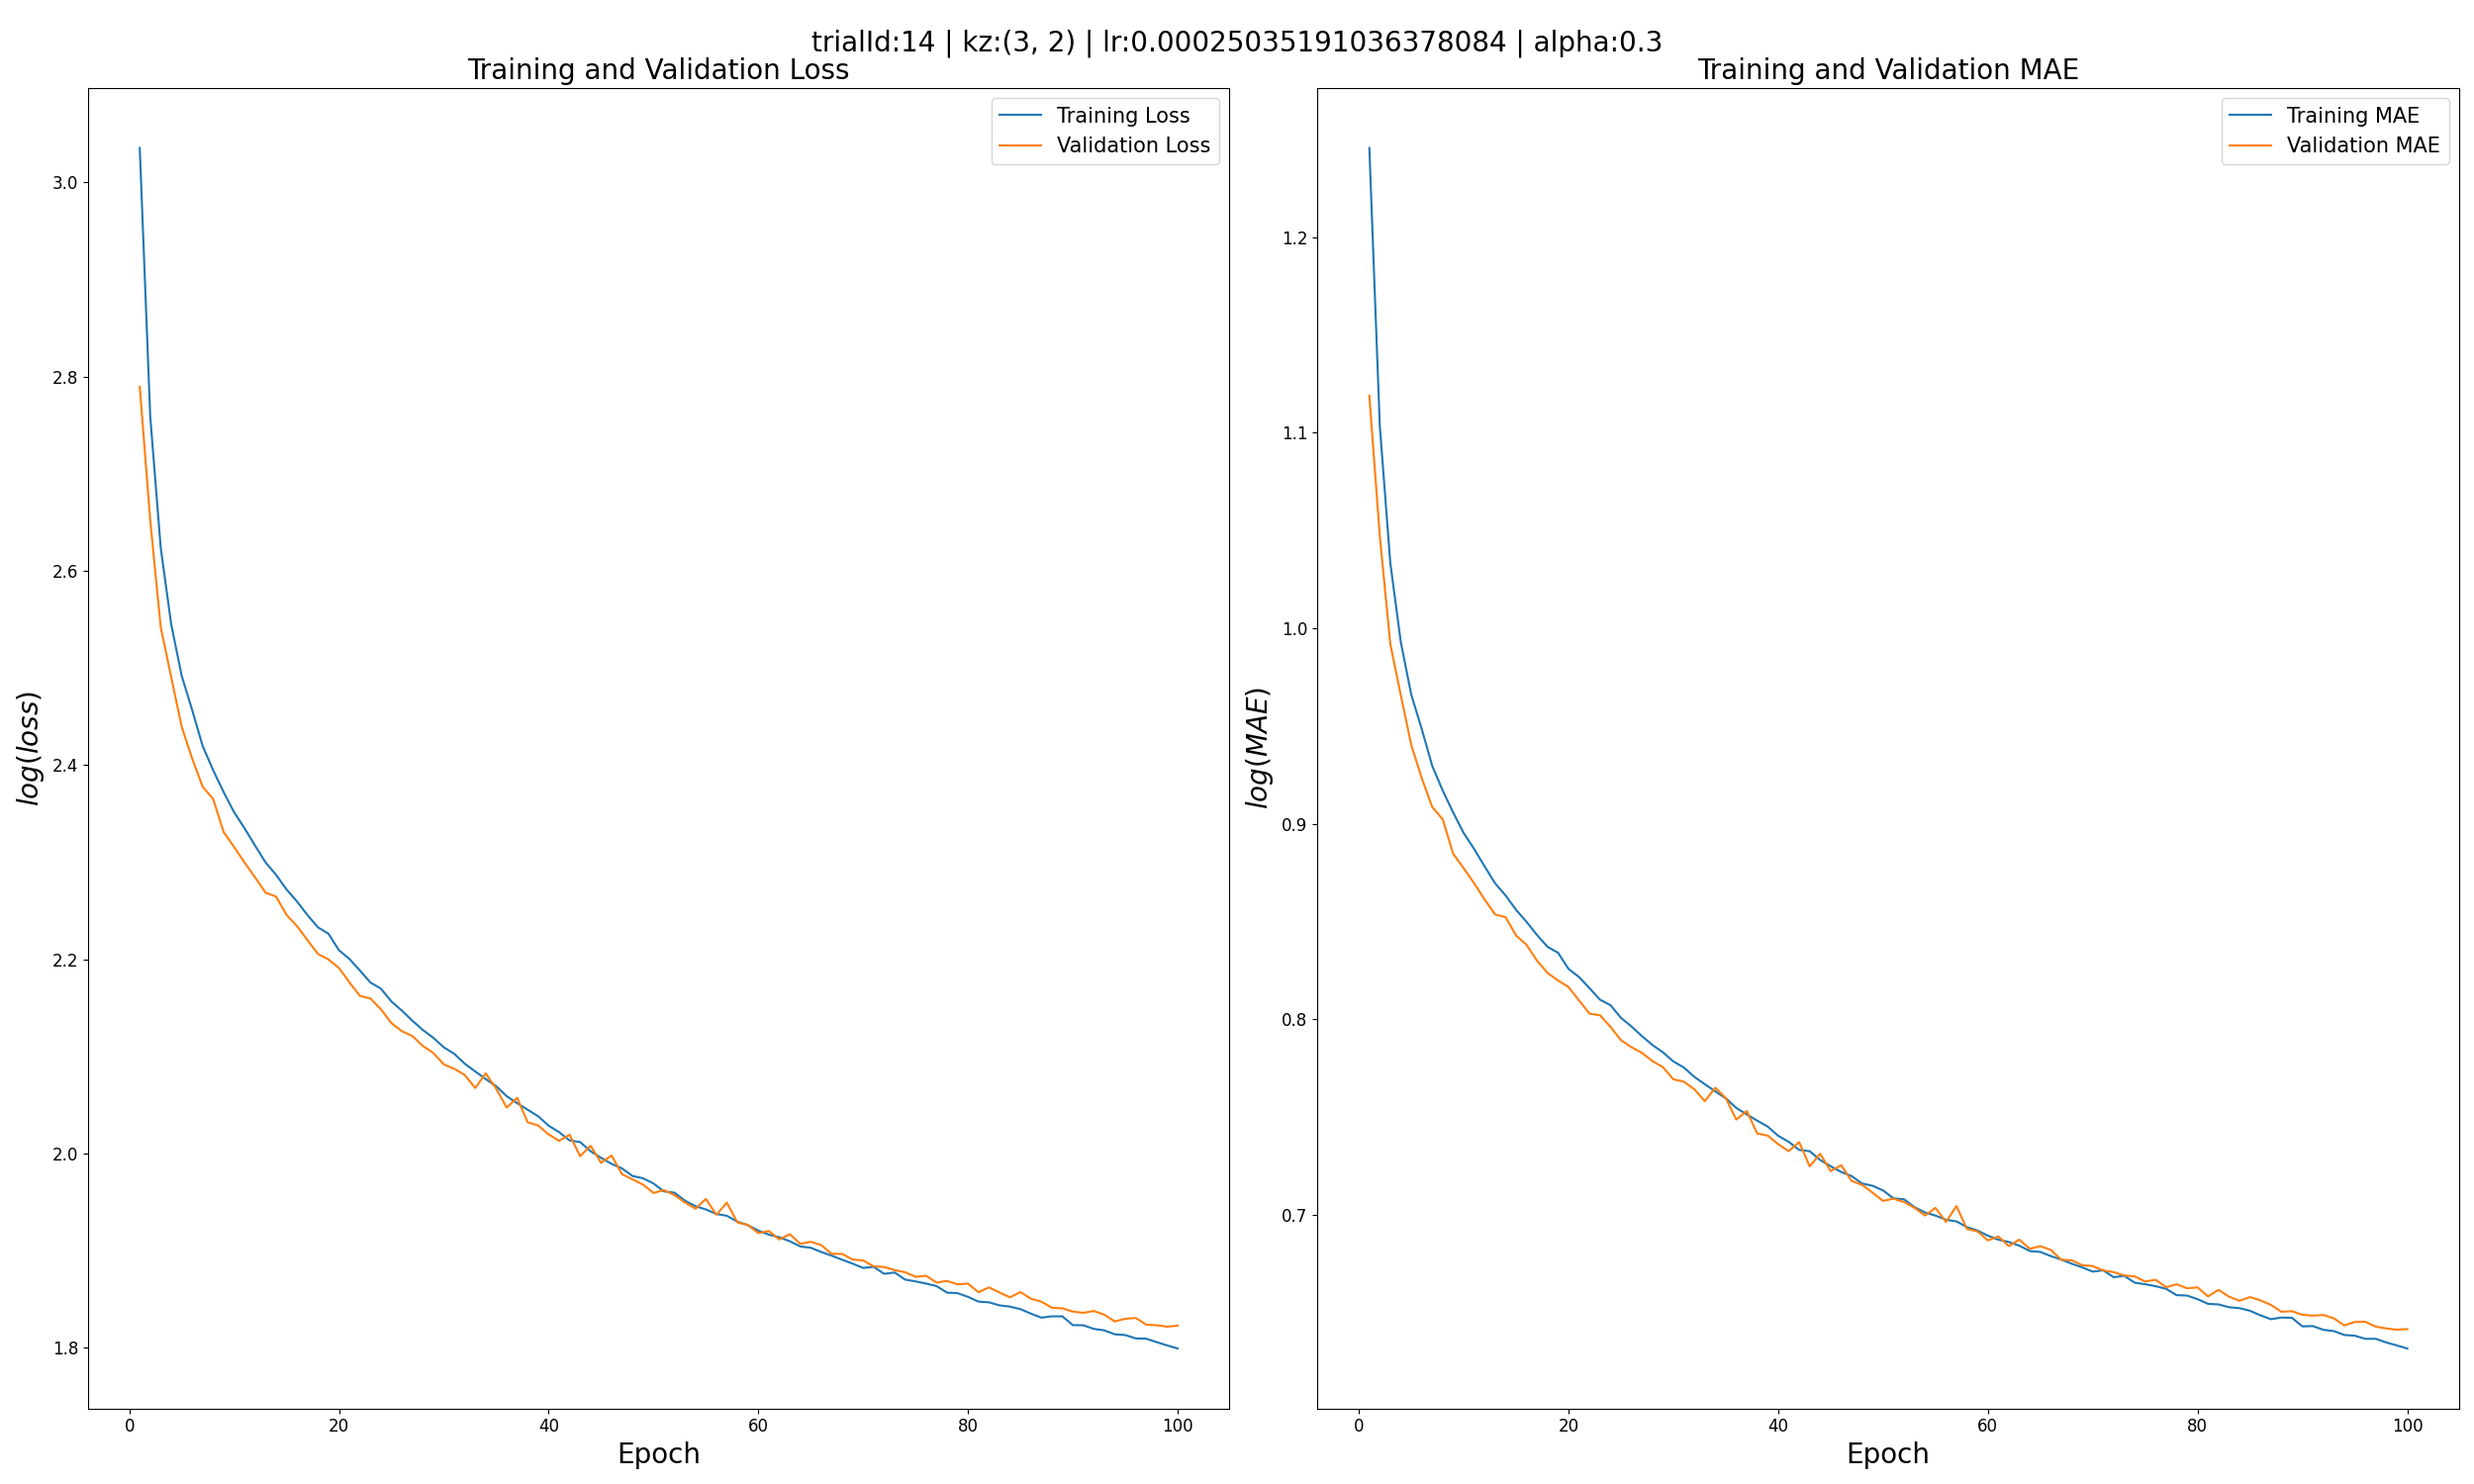 trialId:14 | kz:(3, 2) | lr:0.00025035191036378084 | alpha:0.3
Training and Validation Loss
Training Loss
Validation Loss
3.0
2.8
2.6
2.4
2.2
2.0
1.8
log(loss)
0 20 40 60 80 100
Epoch
Training and Validation MAE
Training MAE
Validation MAE
1.2
1.1
1.0
0.9
0.8
0.7
log(MAE)
0 20 40 60 80 100
Epoch